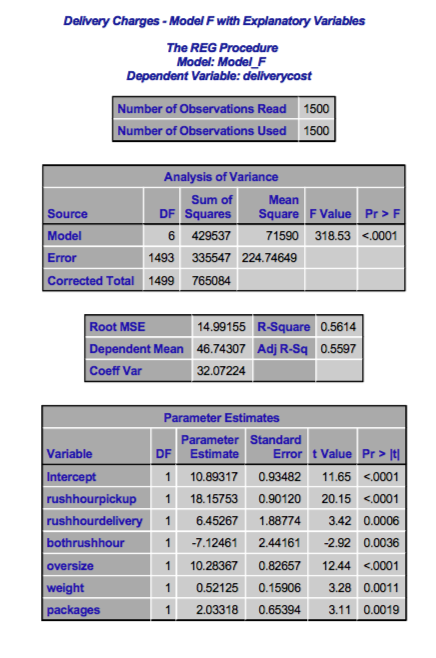 Delivery Charges - Model F with Explanatory Variables
The REG Procedure
Model: Model_F
Dependent Variable: deliverycost
Number of Observations Read 1500
Number of Observations Used 1500
Analysis of Variance
Source DF Sum of Squares Mean Square F Value Pr > F
Model 6 429537 71590 318.53 <.0001
Error 1493 335547 224.74649
Corrected Total 1499 765084
Root MSE 14.99155 R-Square 0.5614
Dependent Mean 46.74307 Adj R-Sq 0.5597
Coeff Var 32.07224
Parameter Estimates
Variable DF Parameter Estimate Standard Error t Value Pr > |t|
Intercept 1 10.89317 0.93482 11.65 <.0001
rushhourpickup 1 18.15753 0.90120 20.15 <.0001
rushhourdelivery 1 6.45267 1.88774 3.42 0.0006
bothrushhour 1 -7.12461 2.44161 -2.92 0.0036
oversize 1 10.28367 0.82657 12.44 <.0001
weight 1 0.52125 0.15906 3.28 0.0011
packages 1 2.03318 0.65394 3.11 0.0019